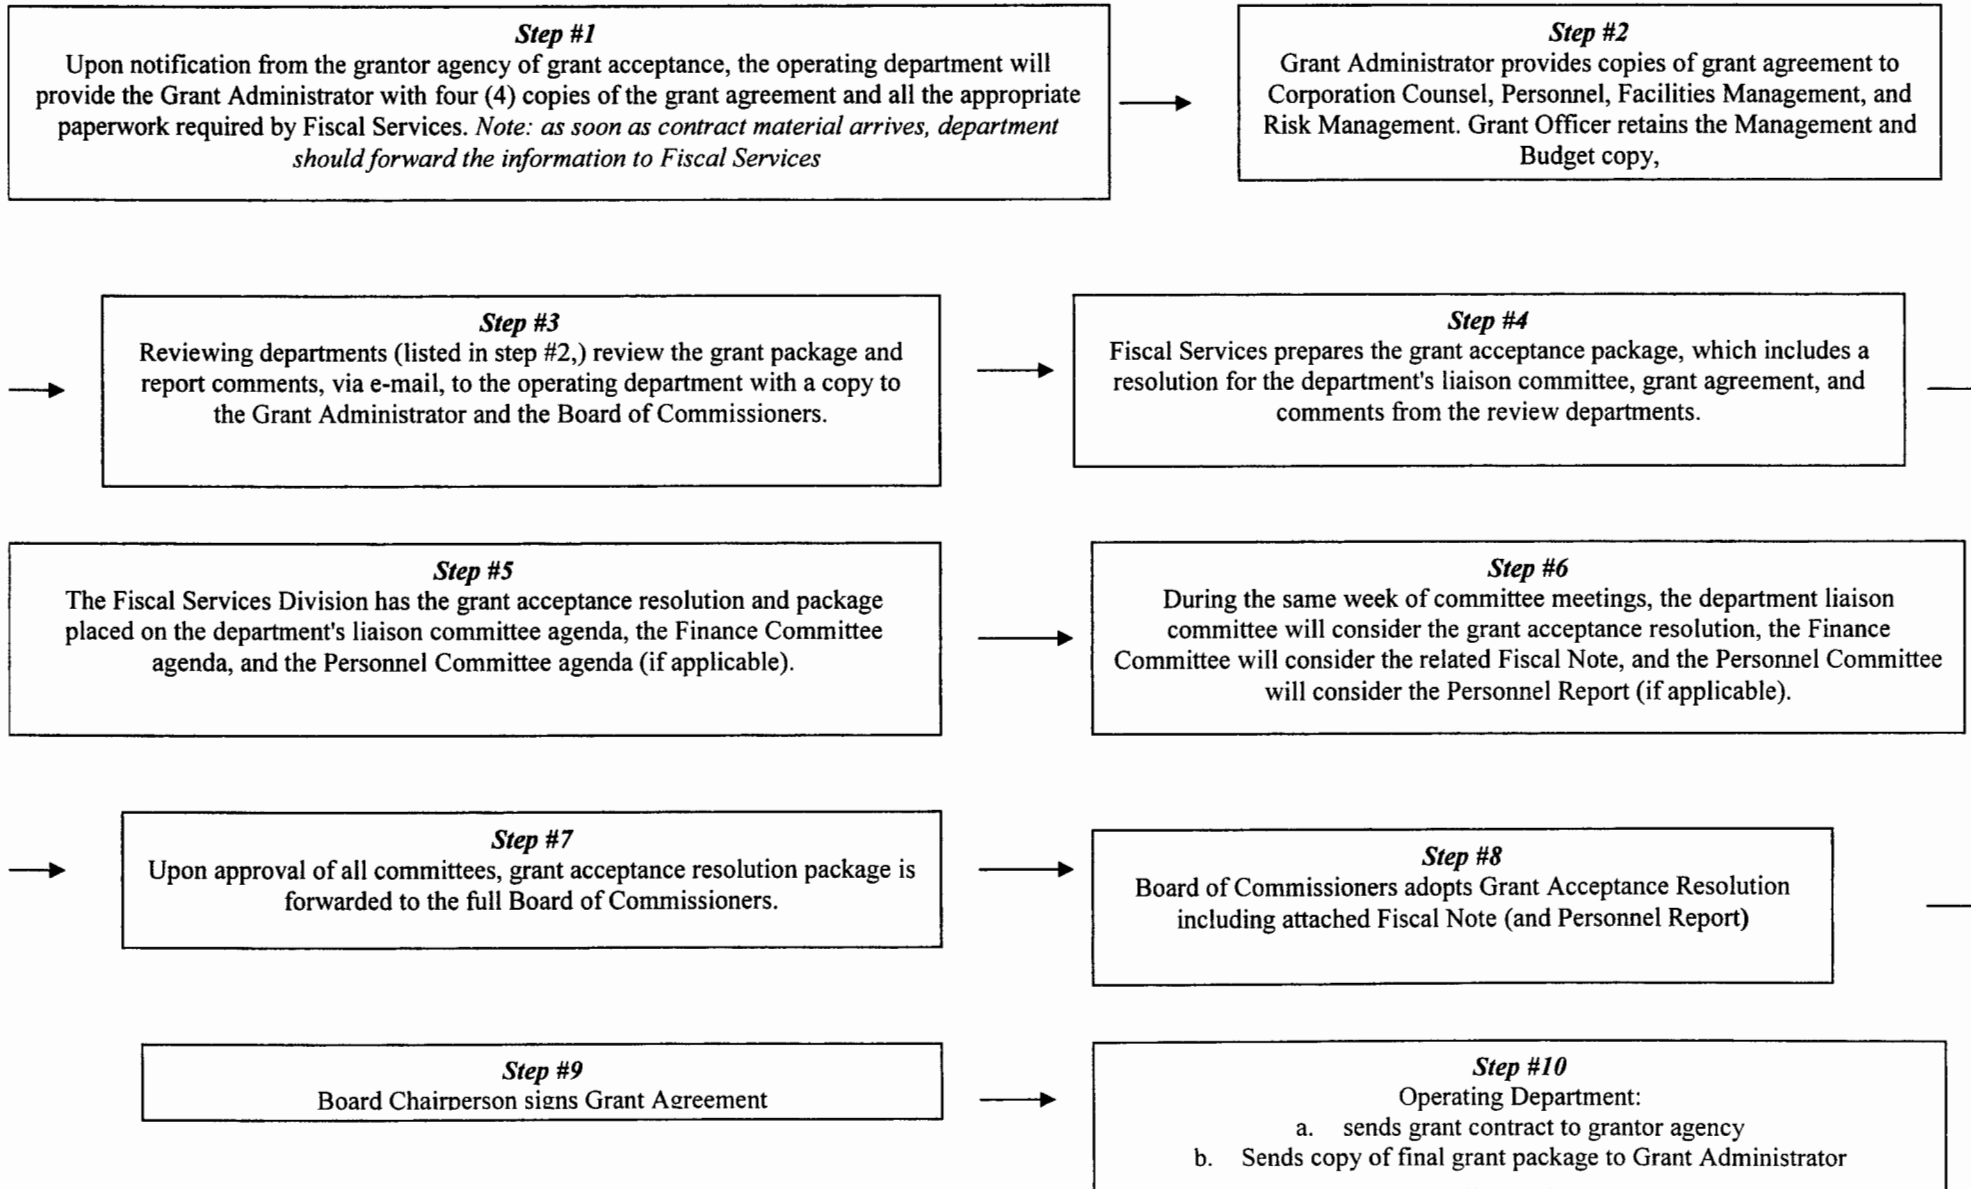 Step #1
Upon notification from the grantor agency of grant acceptance, the operating department will
provide the Grant Administrator with four (4) copies of the grant agreement and all the appropriate
paperwork required by Fiscal Services. Note: as soon as contract material arrives, department
should forward the information to Fiscal Services
Step #2
Grant Administrator provides copies of grant agreement to
Corporation Counsel, Personnel, Facilities Management, and
Risk Management. Grant Officer retains the Management and
Budget copy,
Step #3
Reviewing departments (listed in step #2,) review the grant package and
report comments, via e-mail, to the operating department with a copy to
the Grant Administrator and the Board of Commissioners.
Step #4
Fiscal Services prepares the grant acceptance package, which includes a
resolution for the department's liaison committee, grant agreement, and
comments from the review departments.
Step #5
The Fiscal Services Division has the grant acceptance resolution and package
placed on the department's liaison committee agenda, the Finance Committee
agenda, and the Personnel Committee agenda (if applicable).
Step #6
During the same week of committee meetings, the department liaison
committee will consider the grant acceptance resolution, the Finance
Committee will consider the related Fiscal Note, and the Personnel Committee
will consider the Personnel Report (if applicable).
Step #7
Upon approval of all committees, grant acceptance resolution package is
forwarded to the full Board of Commissioners.
Step #8
Board of Commissioners adopts Grant Acceptance Resolution
including attached Fiscal Note (and Personnel Report)
Step #9
Board Chairperson signs Grant Agreement
Step #10
Operating Department:
a. sends grant contract to grantor agency
b. Sends copy of final grant package to Grant Administrator